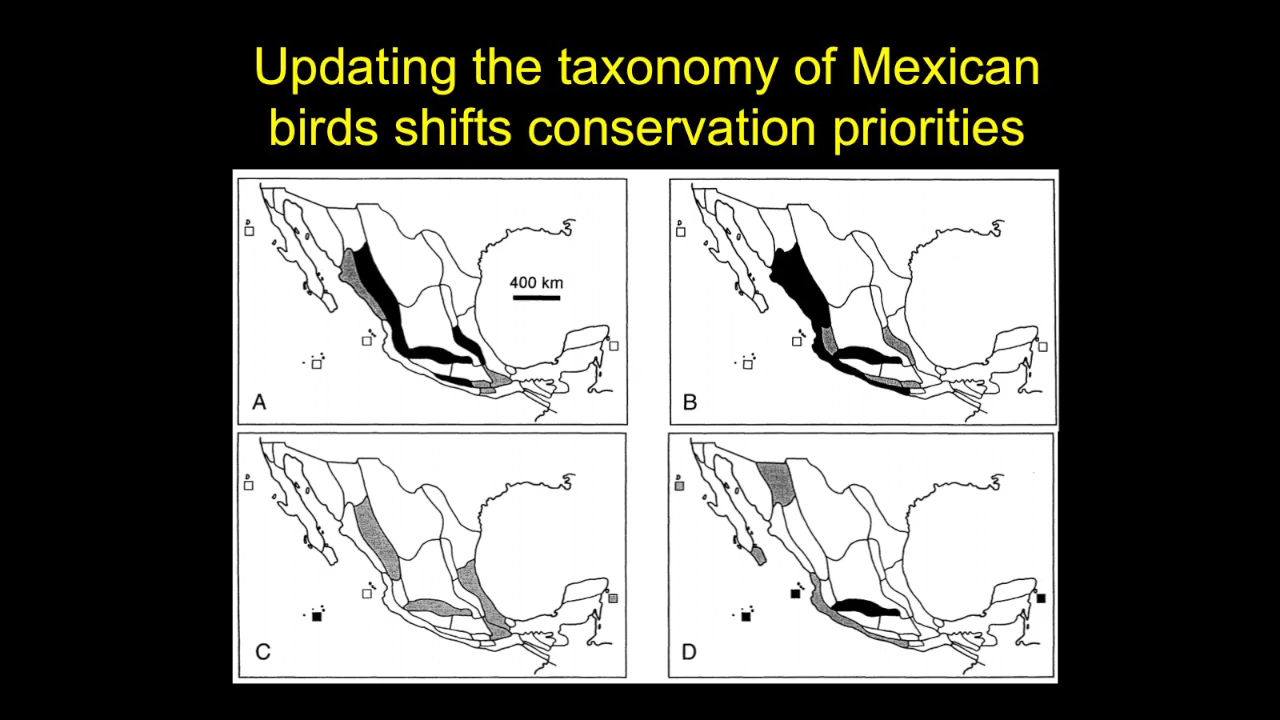 Updating the taxonomy of Mexican
birds shifts conservation priorities
400 km
A
B
C
D